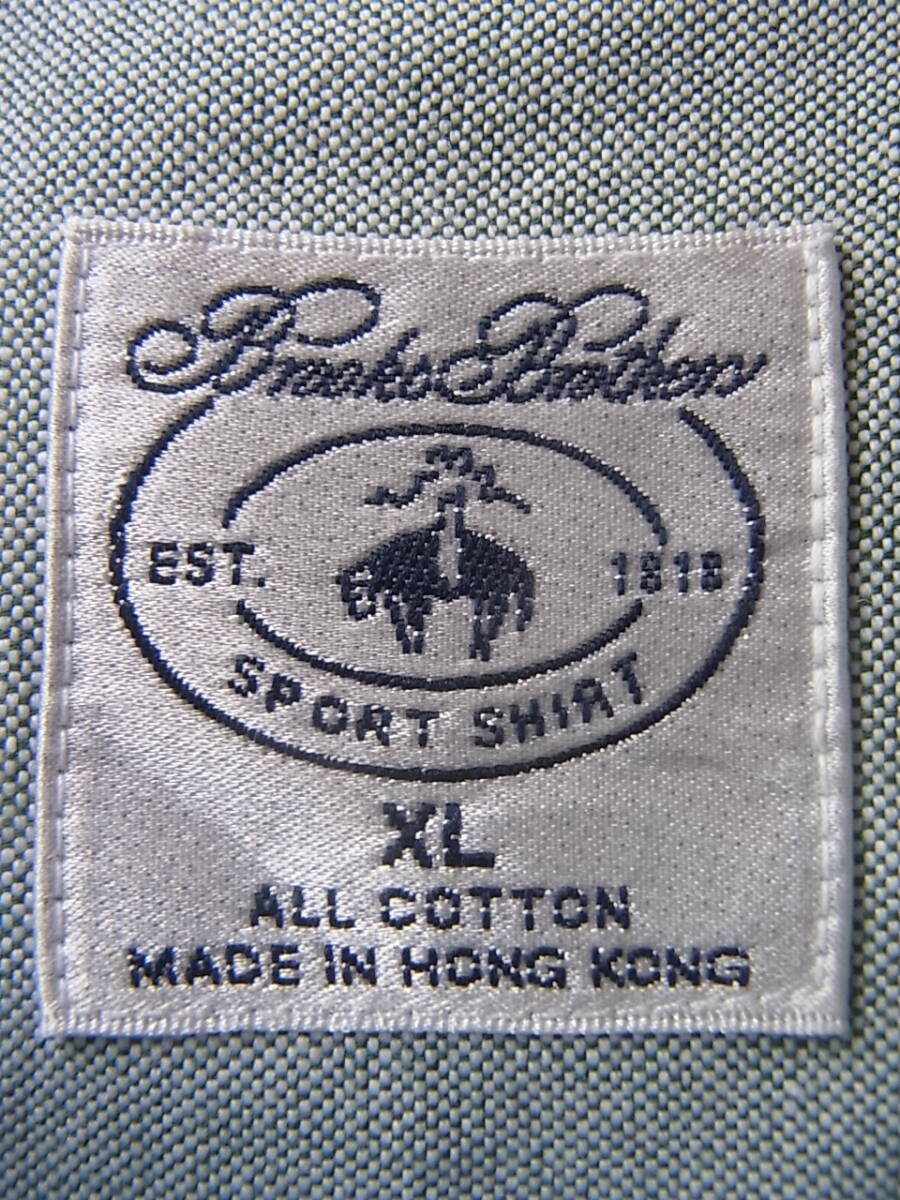 Brooks Brothers
EST. 1818
SPORT SHIRT
XL
ALL COTTON
MADE IN HONG KONG